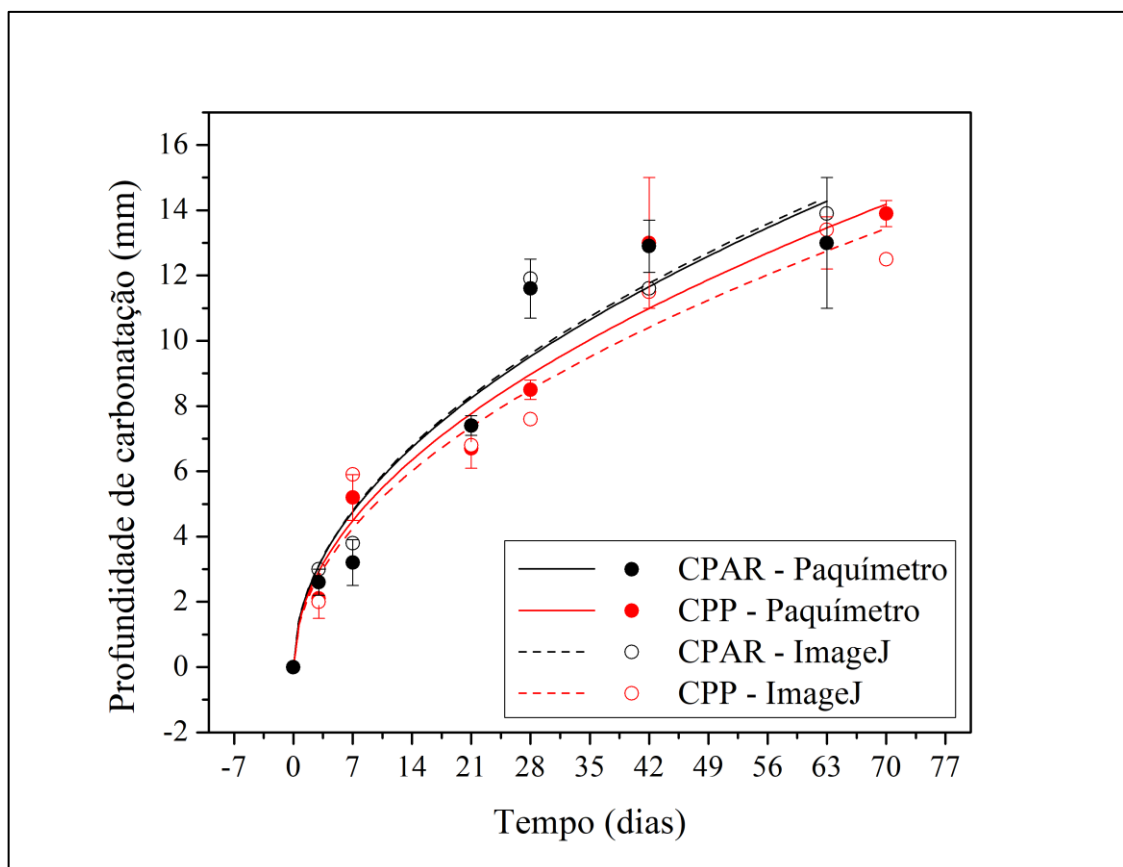 Profundidade de carbonatação (mm)
16
14
12
10
8
6
4
2
0
-2
CPAR - Paquímetro
CPP - Paquímetro
CPAR - ImageJ
CPP - ImageJ
-7 0 7 14 21 28 35 42 49 56 63 70 77
Tempo (dias)